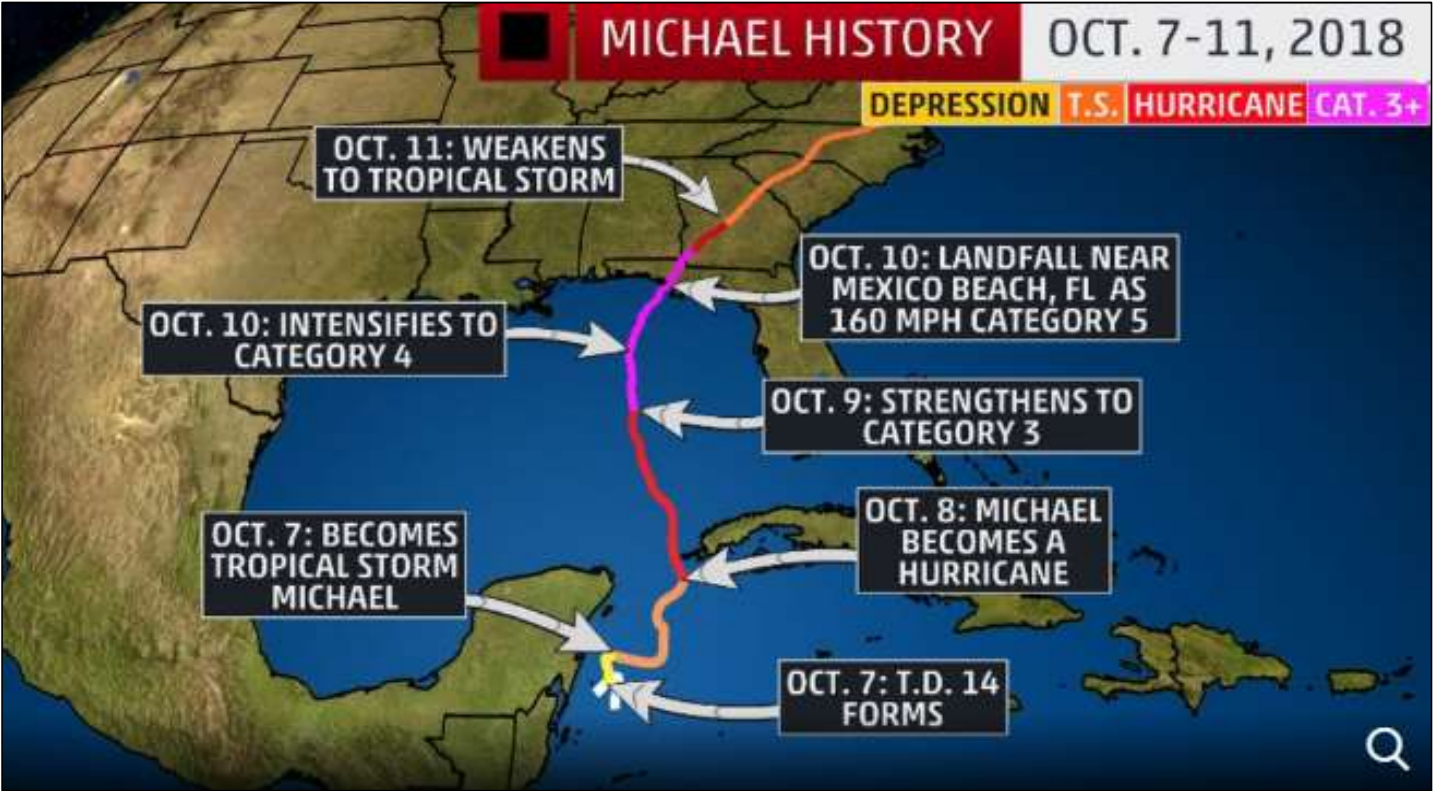 MICHAEL HISTORY
OCT. 7-11, 2018
DEPRESSION T.S. HURRICANE CAT. 3+
OCT. 11: WEAKENS
TO TROPICAL STORM
OCT. 10: LANDFALL NEAR
MEXICO BEACH, FL AS
160 MPH CATEGORY 5
OCT. 10: INTENSIFIES TO
CATEGORY 4
OCT. 9: STRENGTHENS TO
CATEGORY 3
OCT. 8: MICHAEL
BECOMES A
HURRICANE
OCT. 7: BECOMES
TROPICAL STORM
MICHAEL
OCT. 7: T.D. 14
FORMS